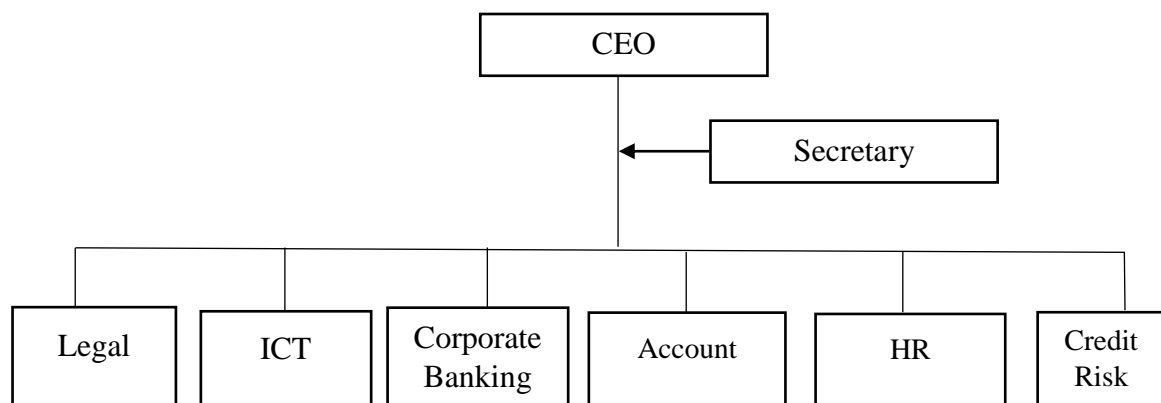 CEO
Secretary
Legal
ICT
Corporate
Banking
Account
HR
Credit
Risk